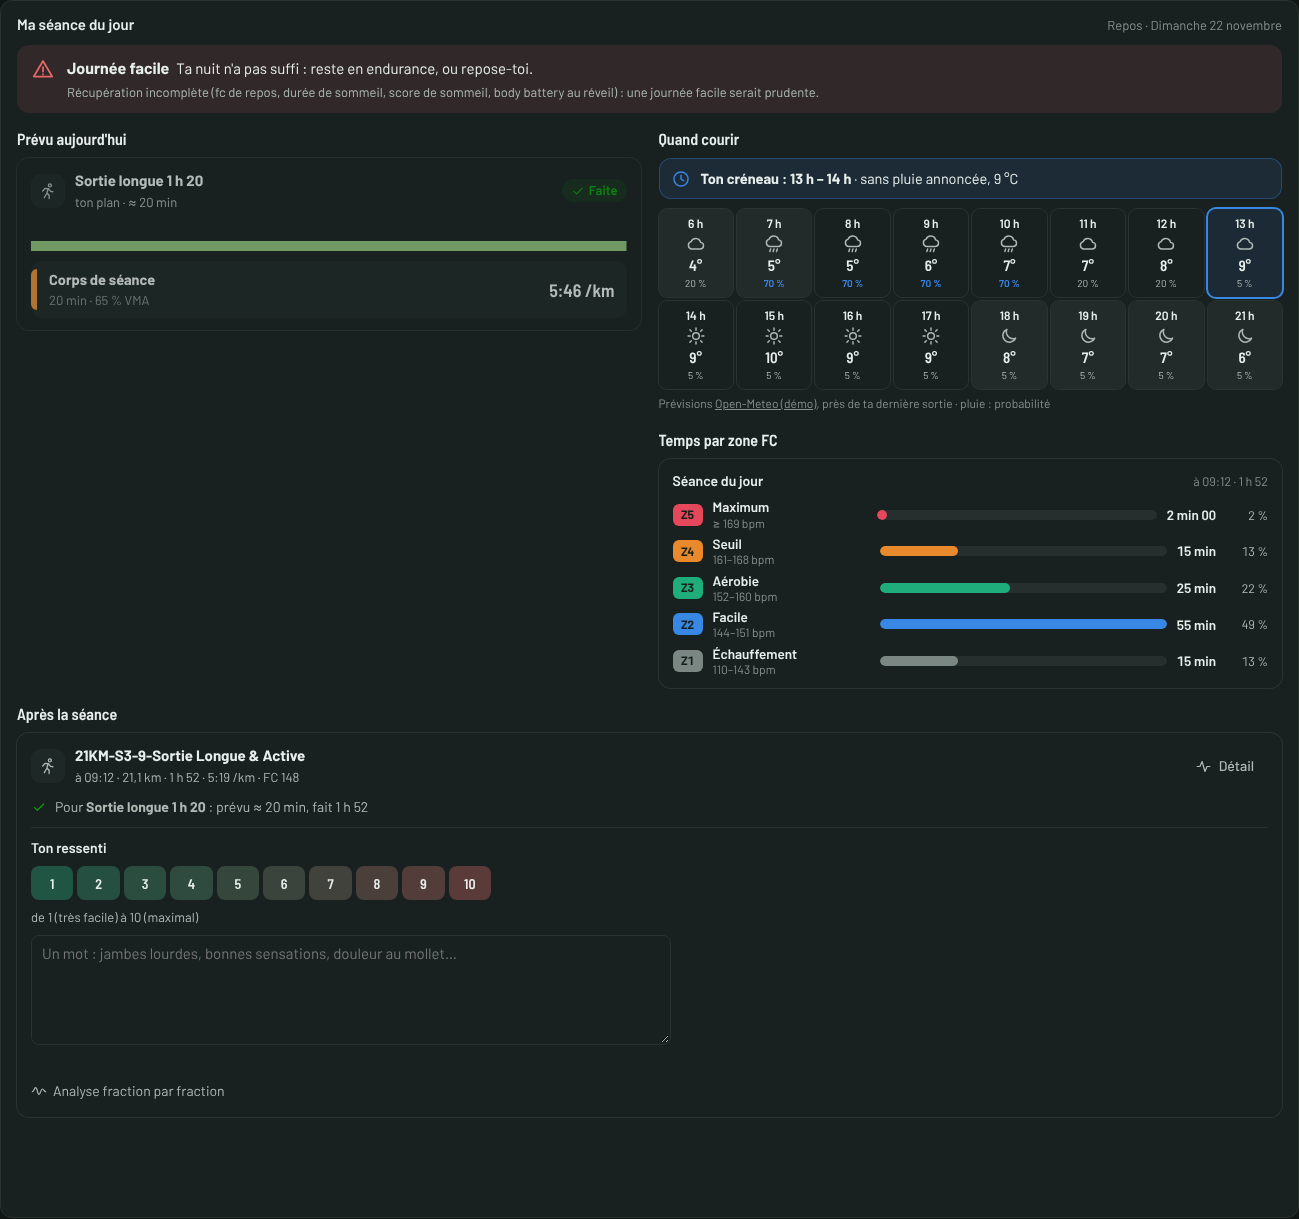 Ma séance du jour
Repos · Dimanche 22 novembre
Journée facile Ta nuit n'a pas suffi : reste en endurance, ou repose-toi.
Récupération incomplète (fc de repos, durée de sommeil, score de sommeil, body battery au réveil) : une journée facile serait prudente.
Prévu aujourd'hui
Sortie longue 1 h 20
ton plan · ≈ 20 min
Faite
Corps de séance
20 min · 65 % VMA
5:46 /km
Quand courir
Ton créneau : 13 h – 14 h · sans pluie annoncée, 9 °C
6 h 7 h 8 h 9 h 10 h 11 h 12 h 13 h
4° 5° 5° 6° 7° 7° 8° 9°
20 % 70 % 70 % 70 % 70 % 20 % 20 % 5 %
14 h 15 h 16 h 17 h 18 h 19 h 20 h 21 h
9° 10° 9° 9° 8° 7° 7° 6°
5 % 5 % 5 % 5 % 5 % 5 % 5 % 5 %
Prévisions Open-Meteo (démo), près de ta dernière sortie · pluie : probabilité
Temps par zone FC
Séance du jour
à 09:12 · 1 h 52
Z5 Maximum 2 min 00 2 %
≥ 169 bpm
Z4 Seuil 15 min 13 %
161–168 bpm
Z3 Aérobie 25 min 22 %
152–160 bpm
Z2 Facile 55 min 49 %
144–151 bpm
Z1 Échauffement 15 min 13 %
110–143 bpm
Après la séance
21KM-S3-9-Sortie Longue & Active
à 09:12 · 21,1 km · 1 h 52 · 5:19 /km · FC 148
Détail
Pour Sortie longue 1 h 20 : prévu ≈ 20 min, fait 1 h 52
Ton ressenti
1 2 3 4 5 6 7 8 9 10
de 1 (très facile) à 10 (maximal)
Un mot : jambes lourdes, bonnes sensations, douleur au mollet...
Analyse fraction par fraction